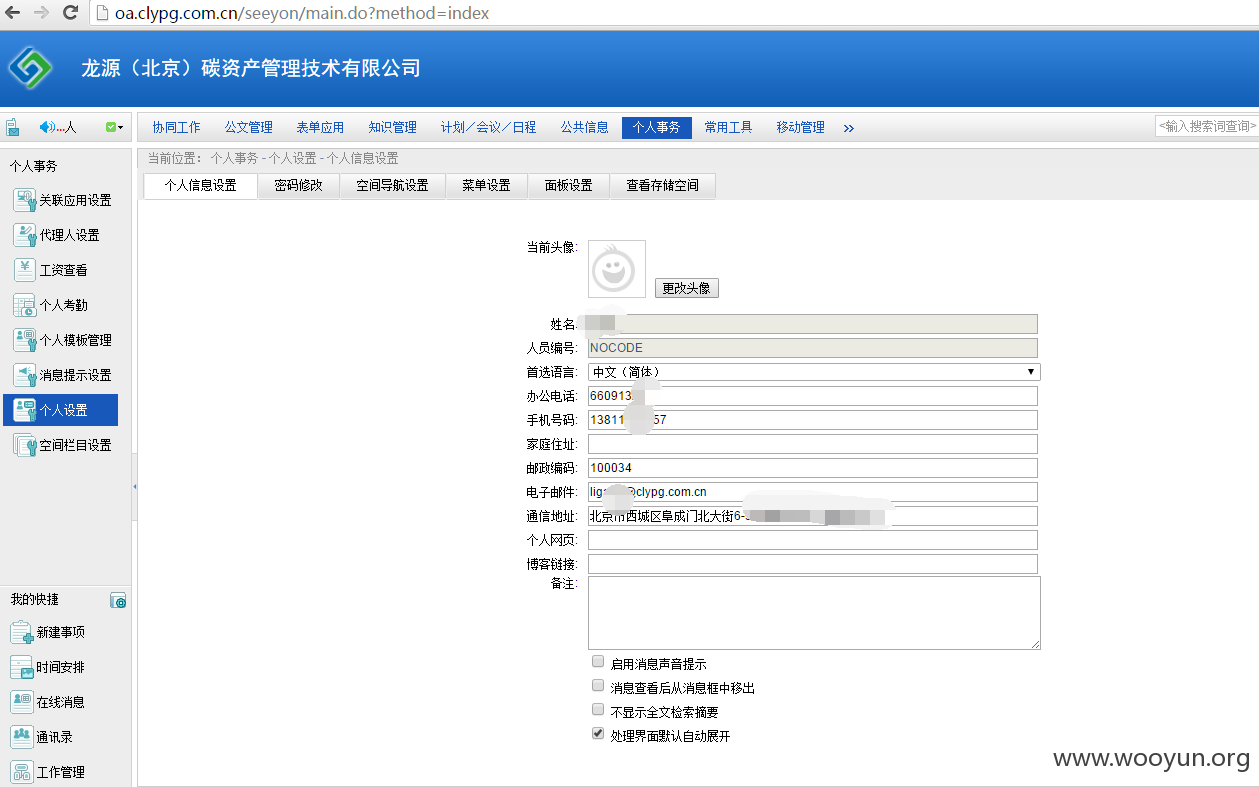 oa.clypg.com.cn/seeyon/main.do?method=index
龙源（北京）碳资产管理技术有限公司
...人
协同工作 公文管理 表单应用 知识管理 计划／会议／日程 公共信息 个人事务 常用工具 移动管理 »
<输入搜索词查询>
个人事务
当前位置： 个人事务 - 个人设置 - 个人信息设置
个人信息设置 密码修改 空间导航设置 菜单设置 面板设置 查看存储空间
关联应用设置
代理人设置
工资查看
个人考勤
个人模板管理
消息提示设置
个人设置
空间栏目设置
当前头像:
更改头像
姓名:
人员编号: NOCODE
首选语言: 中文（简体）
办公电话: 660913
手机号码: 13811 57
家庭住址:
邮政编码: 100034
电子邮件: lig @clypg.com.cn
通信地址: 北京市西城区阜成门北大街6-
个人网页:
博客链接:
备注:
启用消息声音提示
消息查看后从消息框中移出
不显示全文检索摘要
处理界面默认自动展开
我的快捷
新建事项
时间安排
在线消息
通讯录
工作管理
www.wooyun.org